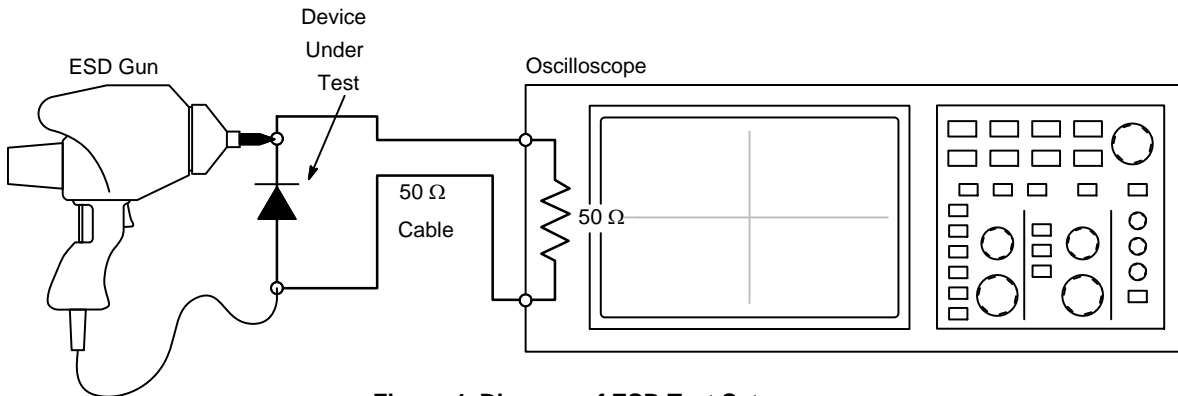 Device
Under
Test
ESD Gun
Oscilloscope
50 Ω
Cable
50 Ω